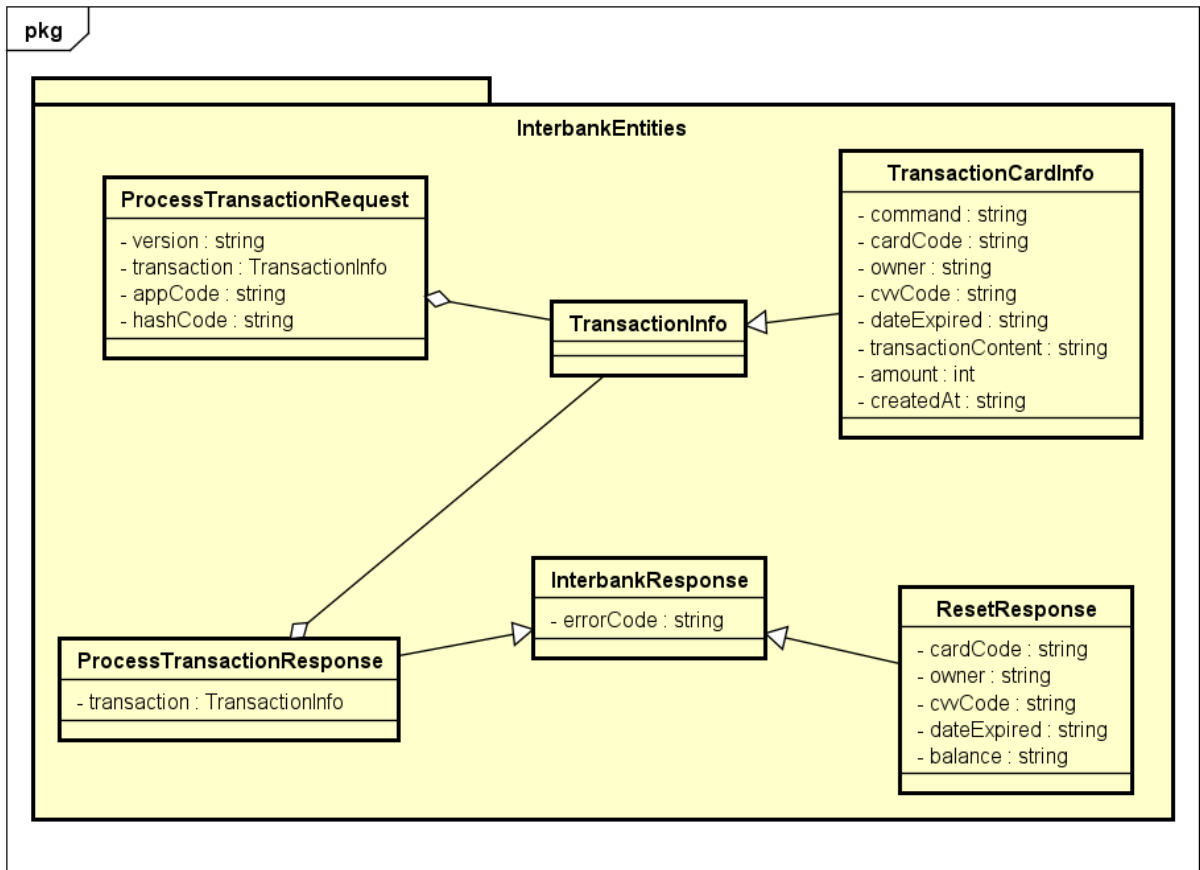 pkg
InterbankEntities
ProcessTransactionRequest
- version : string
- transaction : TransactionInfo
- appCode : string
- hashCode : string
TransactionInfo
TransactionCardInfo
- command : string
- cardCode : string
- owner : string
- cvvCode : string
- dateExpired : string
- transactionContent : string
- amount : int
- createdAt : string
ProcessTransactionResponse
- transaction : TransactionInfo
InterbankResponse
- errorCode : string
ResetResponse
- cardCode : string
- owner : string
- cvvCode : string
- dateExpired : string
- balance : string